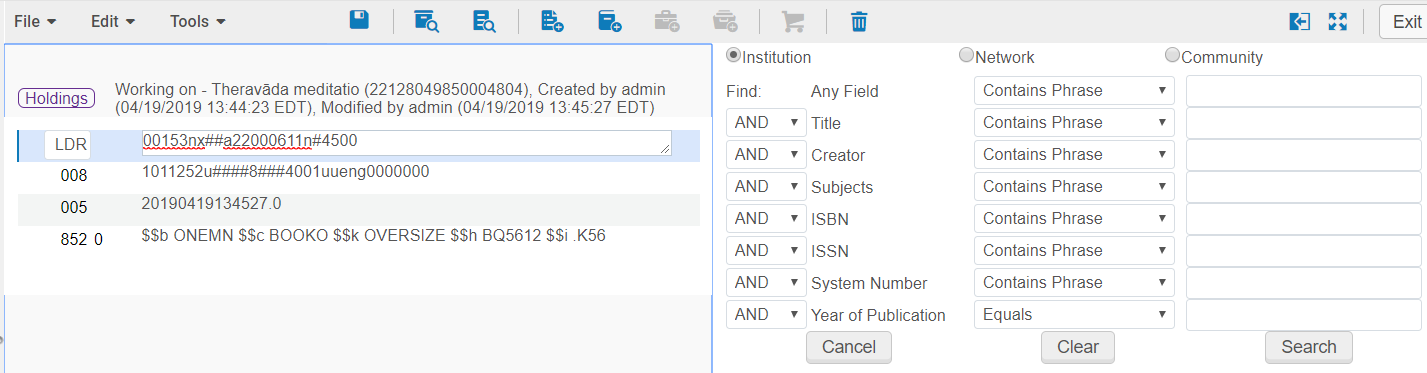 File Edit Tools Exit
Holdings Working on - Theravāda meditatio (22128049850004804), Created by admin
(04/19/2019 13:44:23 EDT), Modified by admin (04/19/2019 13:45:27 EDT)
LDR 00153nx##a22000611n#4500
008 1011252u####8###4001uueng0000000
005 20190419134527.0
852 0 $$b ONEMN $$c BOOKO $$k OVERSIZE $$h BQ5612 $$i .K56
Institution Network Community
Find: Any Field Contains Phrase
AND Title Contains Phrase
AND Creator Contains Phrase
AND Subjects Contains Phrase
AND ISBN Contains Phrase
AND ISSN Contains Phrase
AND System Number Contains Phrase
AND Year of Publication Equals
Cancel Clear Search